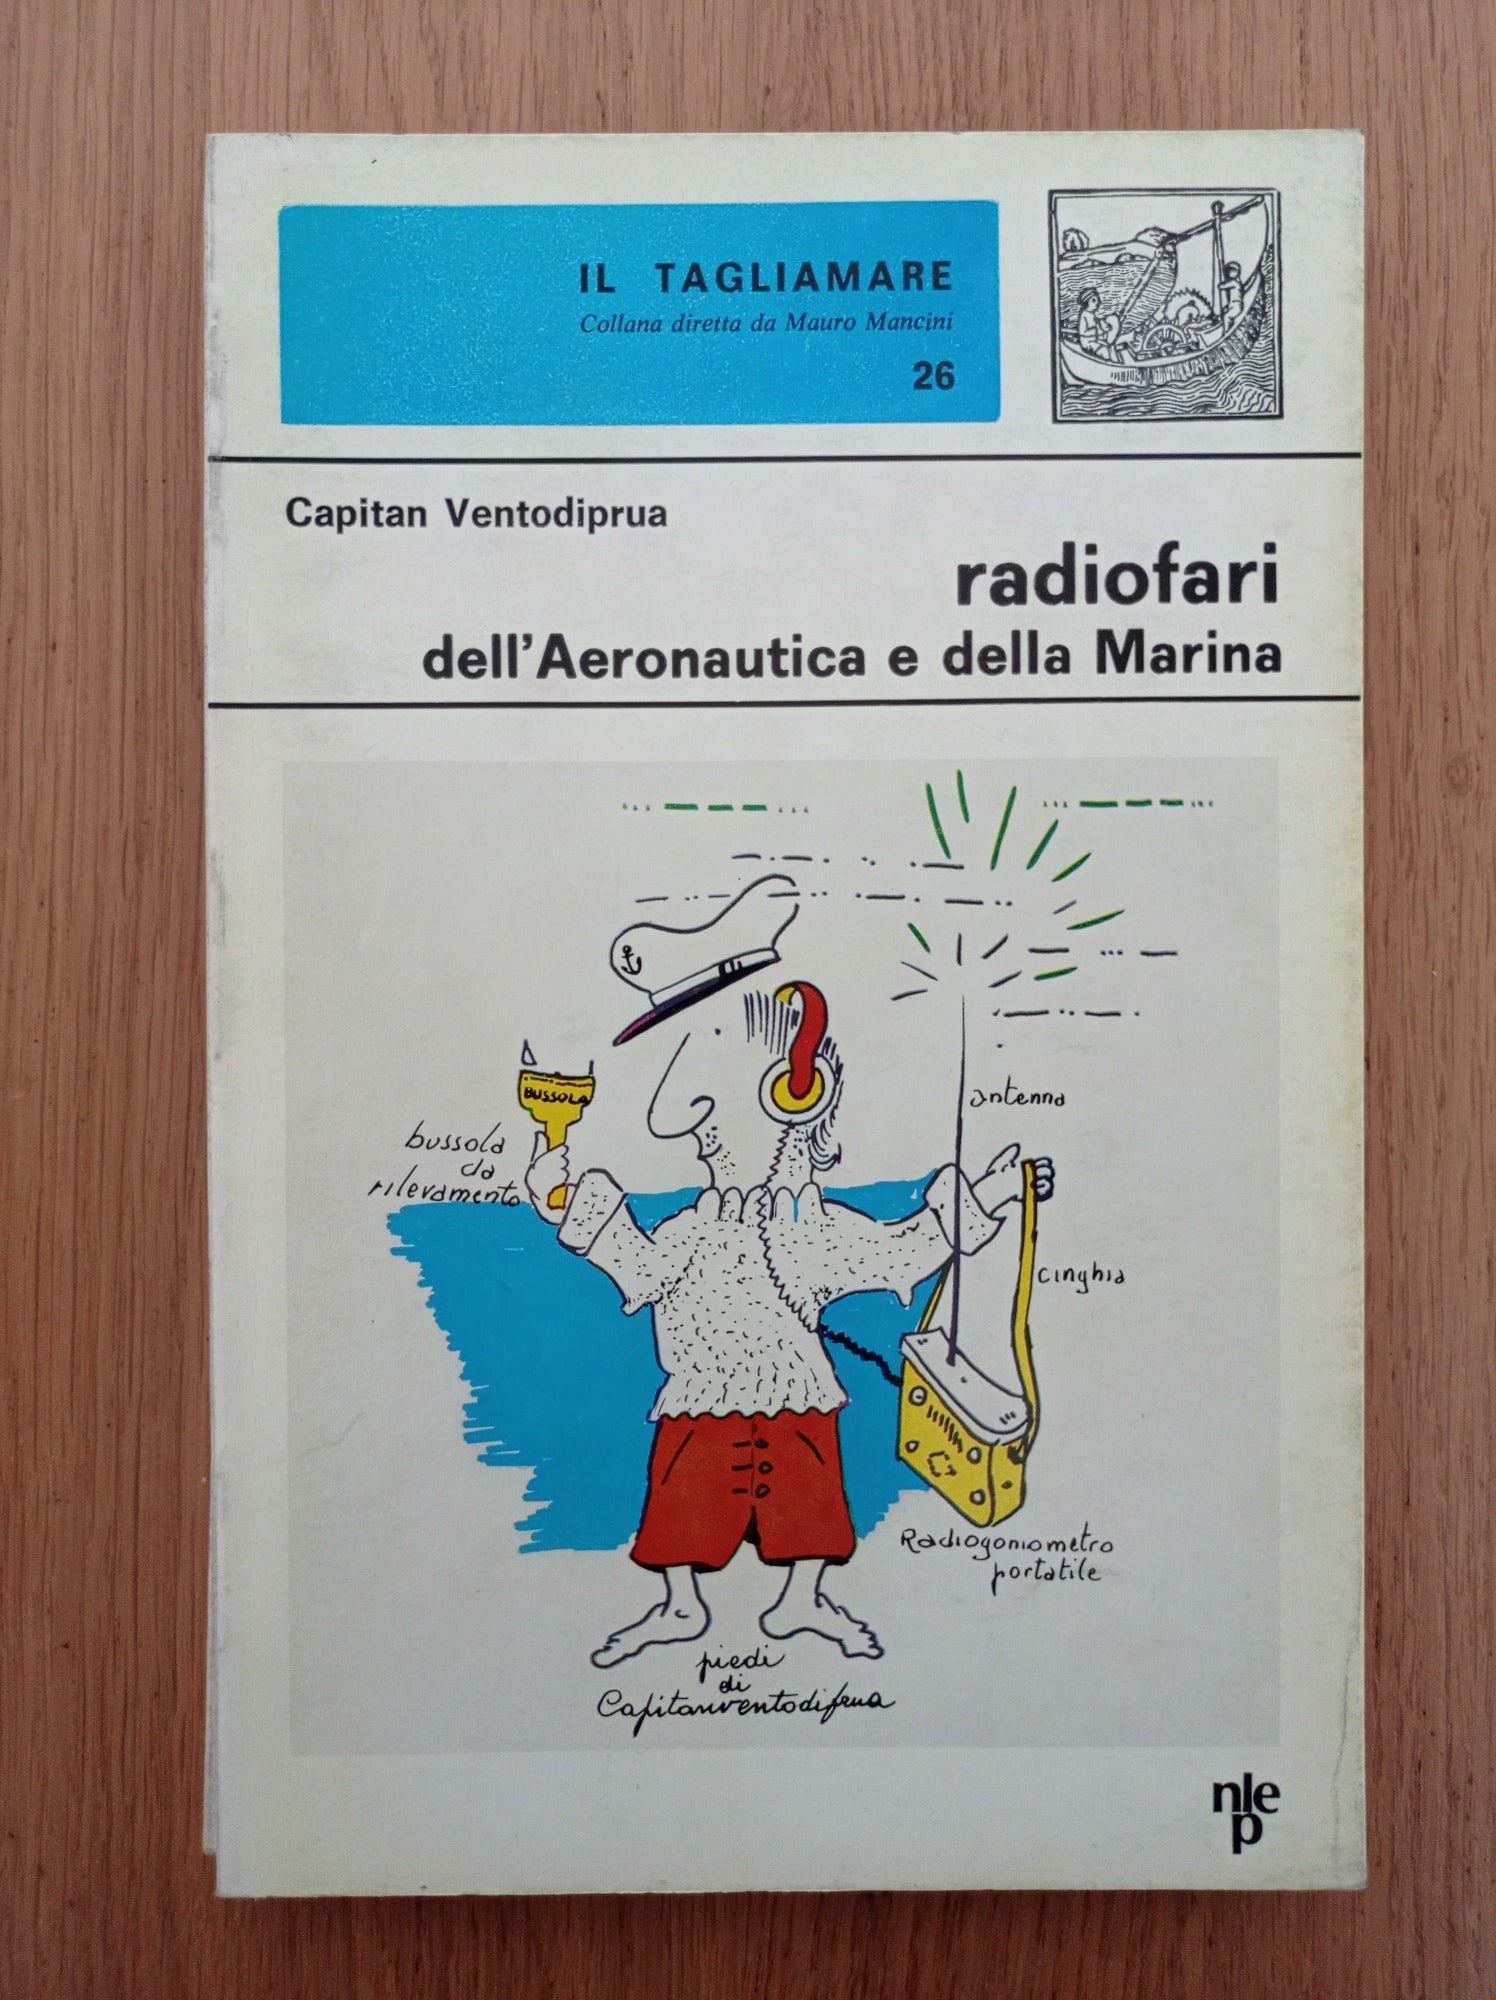 IL TAGLIAMARE
Collana diretta da Mauro Mancini
26
Capitan Ventodiprua
radiofari
dell'Aeronautica e della Marina
BUSSOLA
bussola
da
rilevamento
antenna
cinghia
Radiogoniometro
portatile
piedi
di
Capitanventodiprua
nle
p